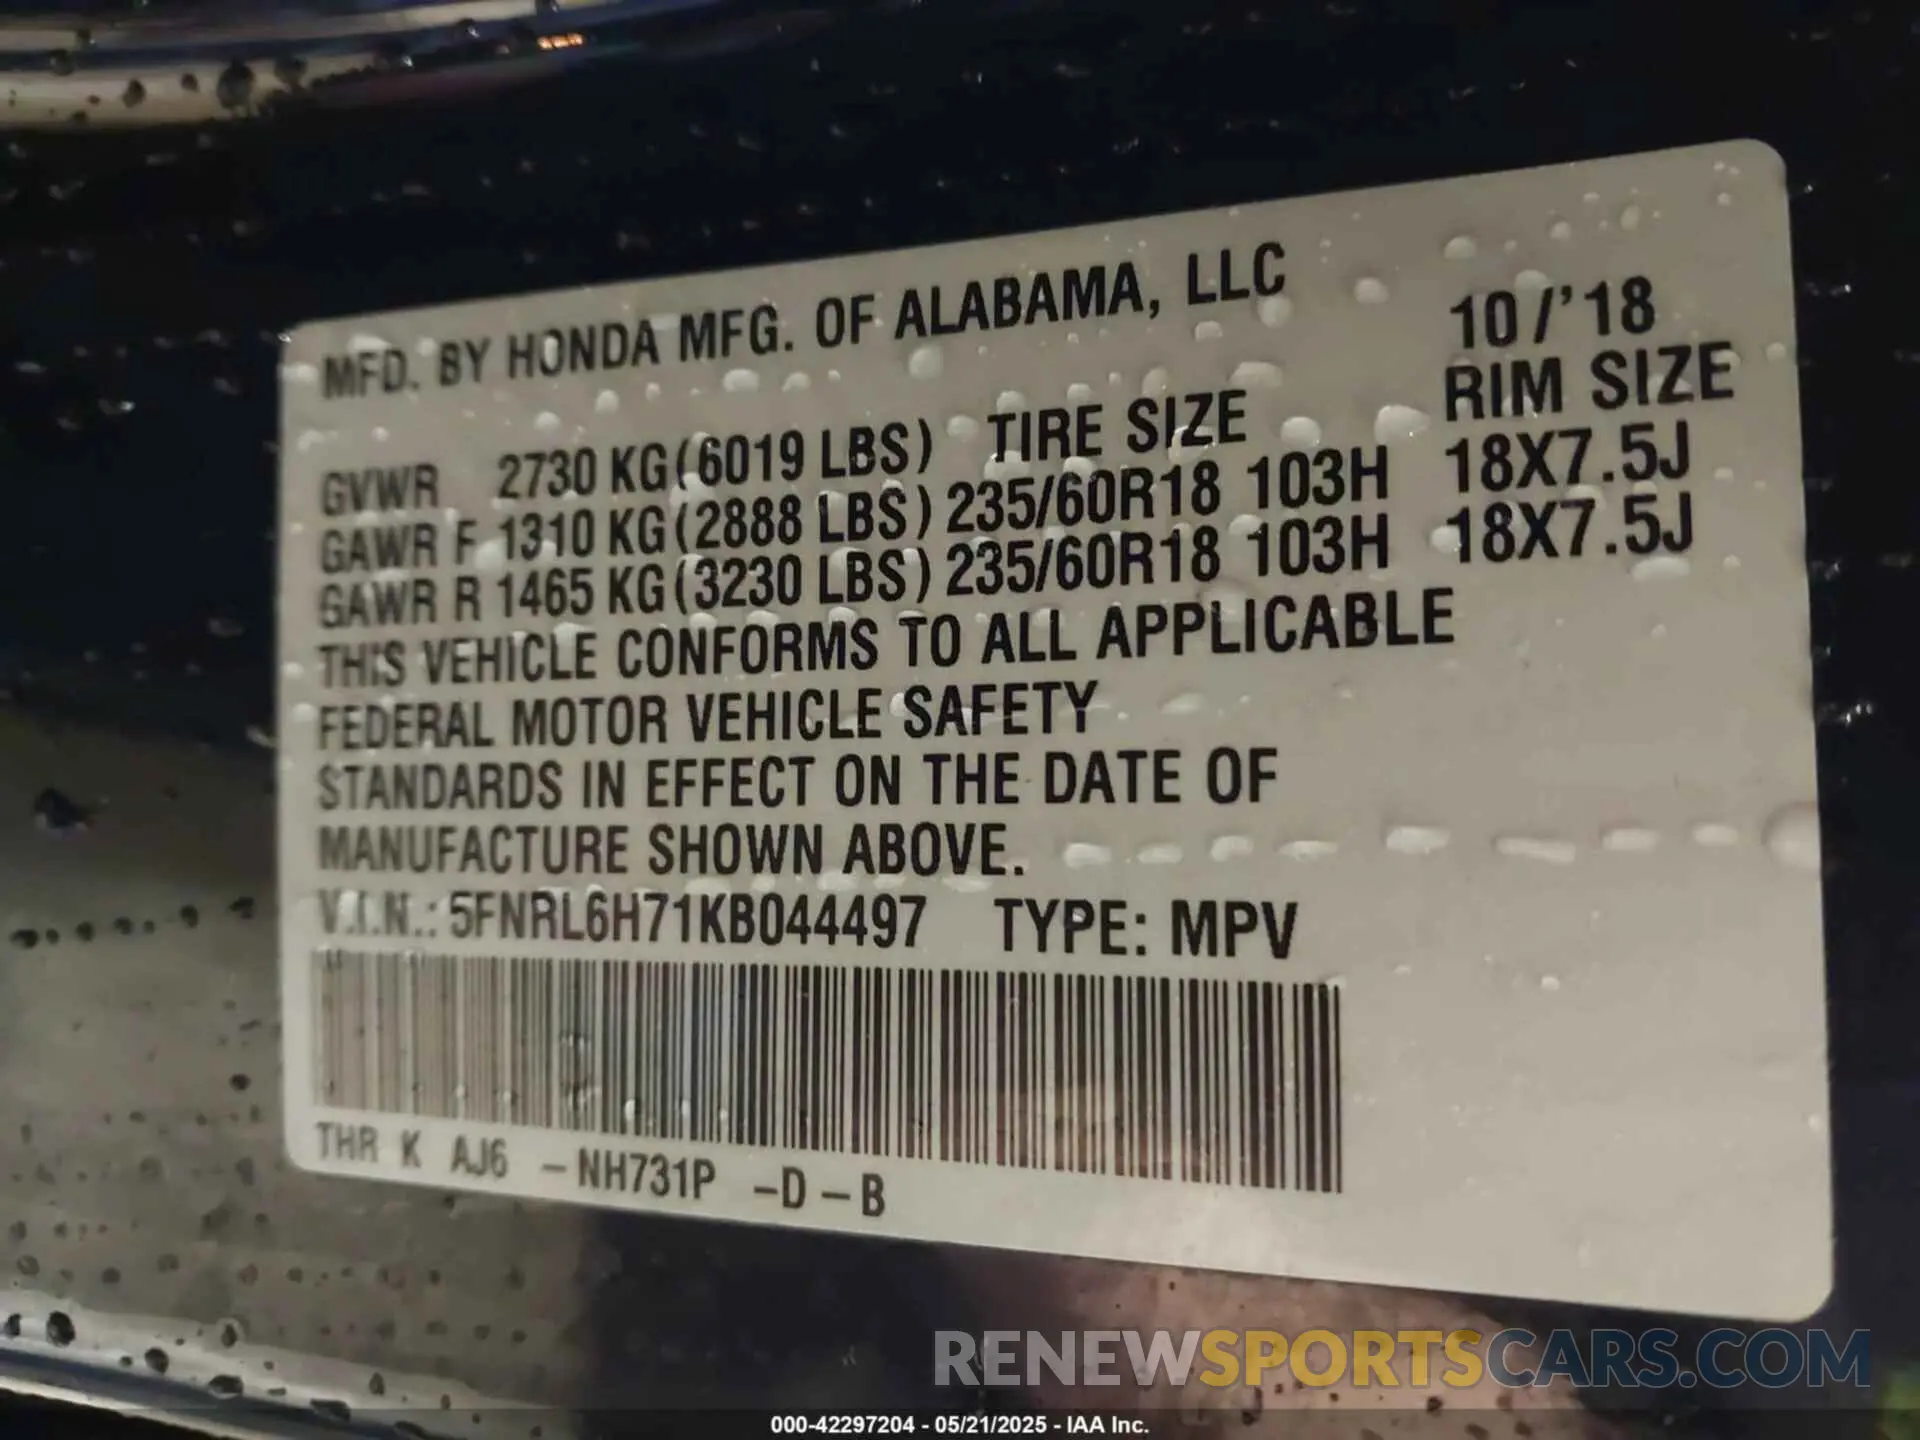 MFD. BY HONDA MFG. OF ALABAMA, LLC 10/'18
GVWR 2730 KG (6019 LBS) TIRE SIZE RIM SIZE
GAWR F 1310 KG (2888 LBS) 235/60R18 103H 18X7.5J
GAWR R 1465 KG (3230 LBS) 235/60R18 103H 18X7.5J
THIS VEHICLE CONFORMS TO ALL APPLICABLE
FEDERAL MOTOR VEHICLE SAFETY
STANDARDS IN EFFECT ON THE DATE OF
MANUFACTURE SHOWN ABOVE.
V.I.N.: 5FNRL6H71KB044497 TYPE: MPV
THR K AJ6 – NH731P – D – B
RENEWSPORTSCARS.COM
000-42297204 - 05/21/2025 - IAA Inc.